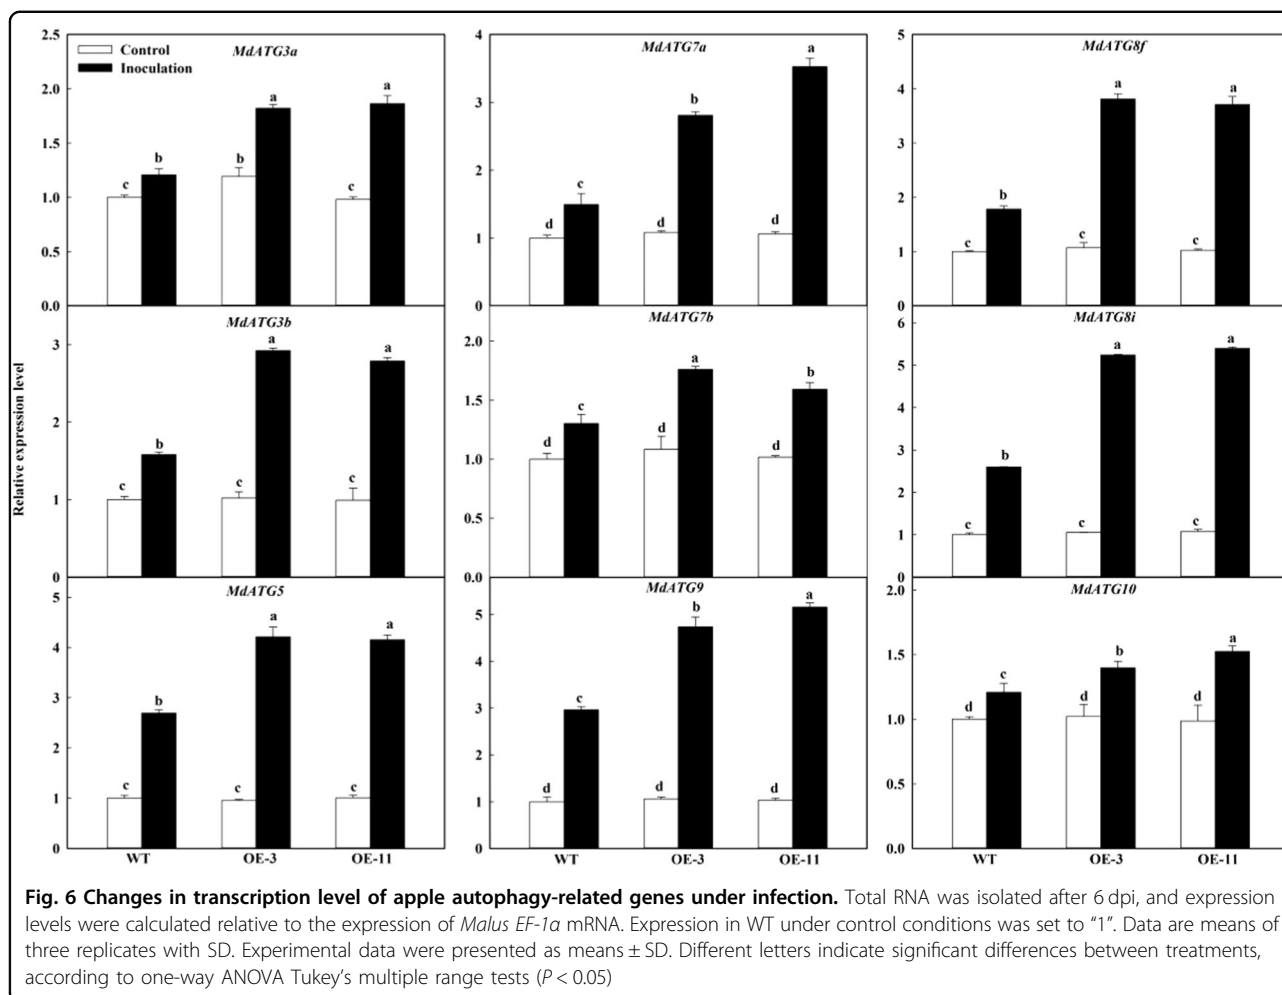 Relative expression level
MdATG3a
Control
Inoculation
2.5
2.0
1.5
1.0
0.5
0.0
c b b a c a
MdATG7a
4
3
2
1
0
d c d b d a
MdATG8f
5
4
3
2
1
0
c b c a c a
MdATG3b
3
2
1
0
c b c a c a
MdATG7b
2.0
1.5
1.0
0.5
0.0
d c d a d b
MdATG8i
6
5
4
3
2
1
0
c b c a c a
MdATG5
5
4
3
2
1
0
c b c a c a
WT OE-3 OE-11
MdATG9
5
4
3
2
1
0
d c d b d a
WT OE-3 OE-11
MdATG10
2.0
1.5
1.0
0.5
0.0
d c d b d a
WT OE-3 OE-11
Fig. 6 Changes in transcription level of apple autophagy-related genes under infection. Total RNA was isolated after 6 dpi, and expression
levels were calculated relative to the expression of Malus EF-1α mRNA. Expression in WT under control conditions was set to “1”. Data are means of
three replicates with SD. Experimental data were presented as means ± SD. Different letters indicate significant differences between treatments,
according to one-way ANOVA Tukey’s multiple range tests (P < 0.05)